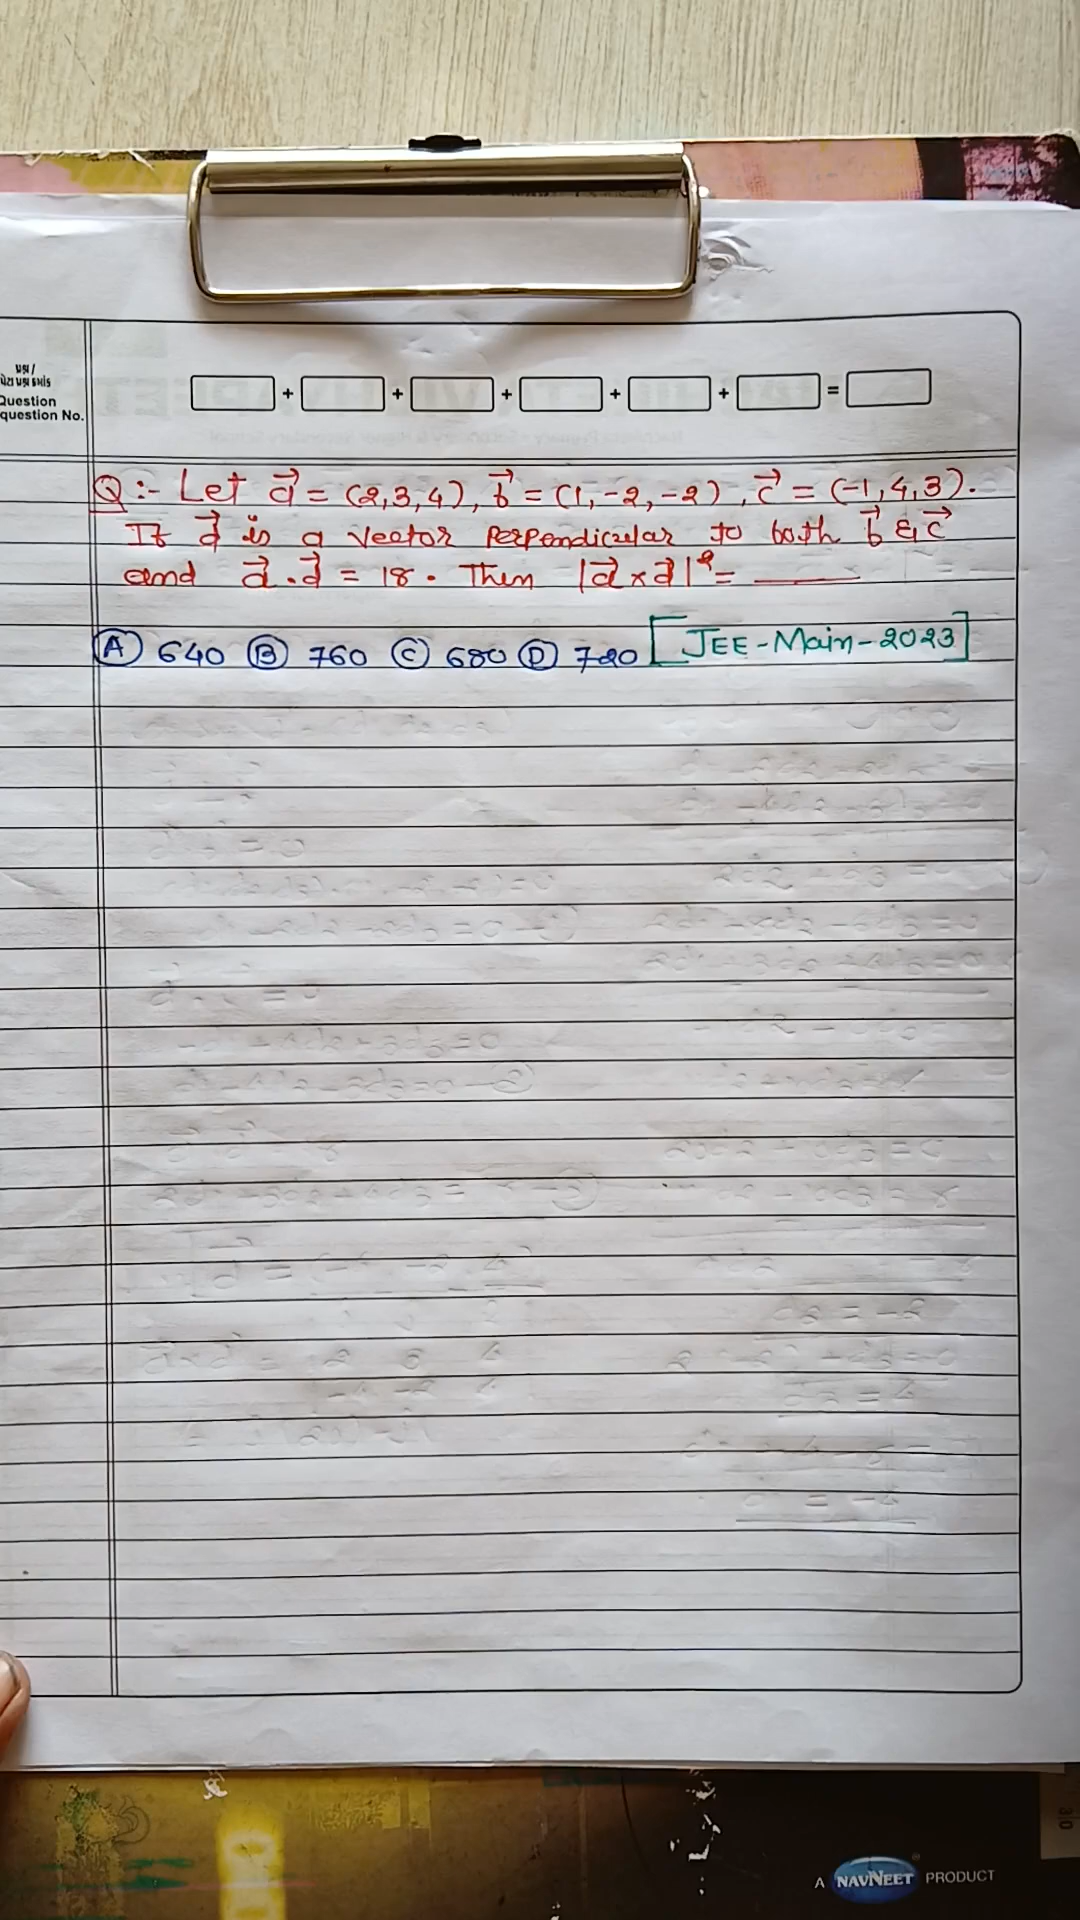 પ્રશ્ન /
પેટા પ્રશ્ન ક્રમાંક
Question
question No.
+ + + + + =
Q:- Let a⃗ = (2,3,4), b⃗ = (1,-2,-2), c⃗ = (-1,4,3).
If d⃗ is a vector perpendicular to both b⃗ & c⃗
and a⃗.d⃗ = 18. Then |a⃗×d⃗|² = ____
(A) 640 (B) 760 (C) 680 (D) 720 [JEE-Main-2023]
A NAVNEET PRODUCT